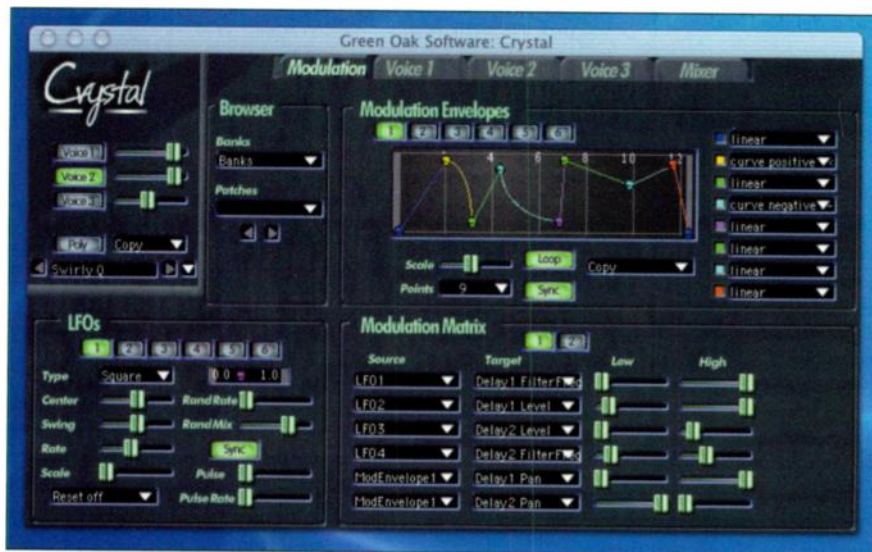 Green Oak Software: Crystal
Crystal
Modulation Voice 1 Voice 2 Voice 3 Mixer
Voice 1
Voice 2
Voice 3
Poly Copy
Swirly Q
Browser
Banks
Banks
Patches
Modulation Envelopes
1 2 3 4 5 6
2 4 6 8 10 12
linear
curve positive
linear
curve negative
linear
linear
linear
linear
Scale Loop Copy
Points 9 Sync
LFOs
1 2 3 4 5 6
Type Square 0.0 1.0
Center Rand Rate
Swing Rand Mix
Rate Sync
Scale Pulse
Reset off Pulse Rate
Modulation Matrix
1 2
Source Target Low High
LFO1 Delay1 FilterFreq
LFO2 Delay1 Level
LFO3 Delay2 Level
LFO4 Delay2 FilterFreq
ModEnvelope1 Delay1 Pan
ModEnvelope1 Delay2 Pan